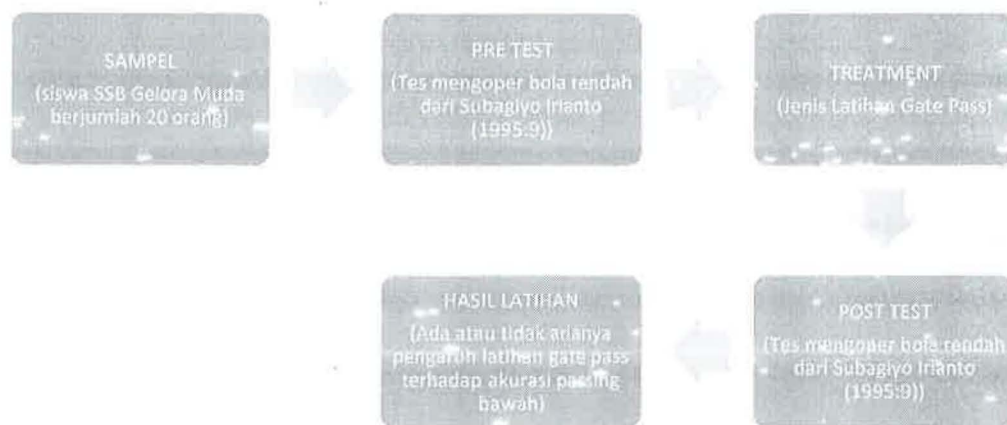 SAMPEL
(siswa SSB Gelora Muda
berjumlah 20 orang)
PRE TEST
(Tes mengoper bola rendah
dari Subagiyo Irianto
(1995:9))
TREATMENT
(Jenis Latihan Gate Pass)
POST TEST
(Tes mengoper bola rendah
dari Subagiyo Irianto
(1995:9))
HASIL LATIHAN
(Ada atau tidak adanya
pengaruh latihan gate pass
terhadap akurasi passing
bawah)